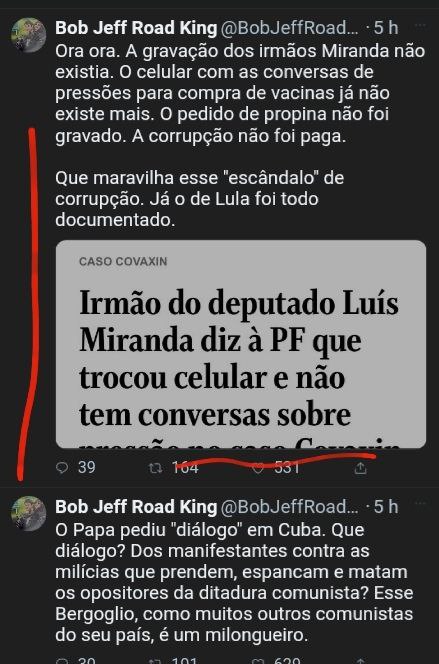 Bob Jeff Road King @BobJeffRoad... · 5 h
Ora ora. A gravação dos irmãos Miranda não
existia. O celular com as conversas de
pressões para compra de vacinas já não
existe mais. O pedido de propina não foi
gravado. A corrupção não foi paga.
Que maravilha esse "escândalo" de
corrupção. Já o de Lula foi todo
documentado.
CASO COVAXIN
Irmão do deputado Luís
Miranda diz à PF que
trocou celular e não
tem conversas sobre
pressão no caso Covaxin
39 164 531
Bob Jeff Road King @BobJeffRoad... · 5 h
O Papa pediu "diálogo" em Cuba. Que
diálogo? Dos manifestantes contra as
milícias que prendem, espancam e matam
os opositores da ditadura comunista? Esse
Bergoglio, como muitos outros comunistas
do seu país, é um milongueiro.
30 101 629